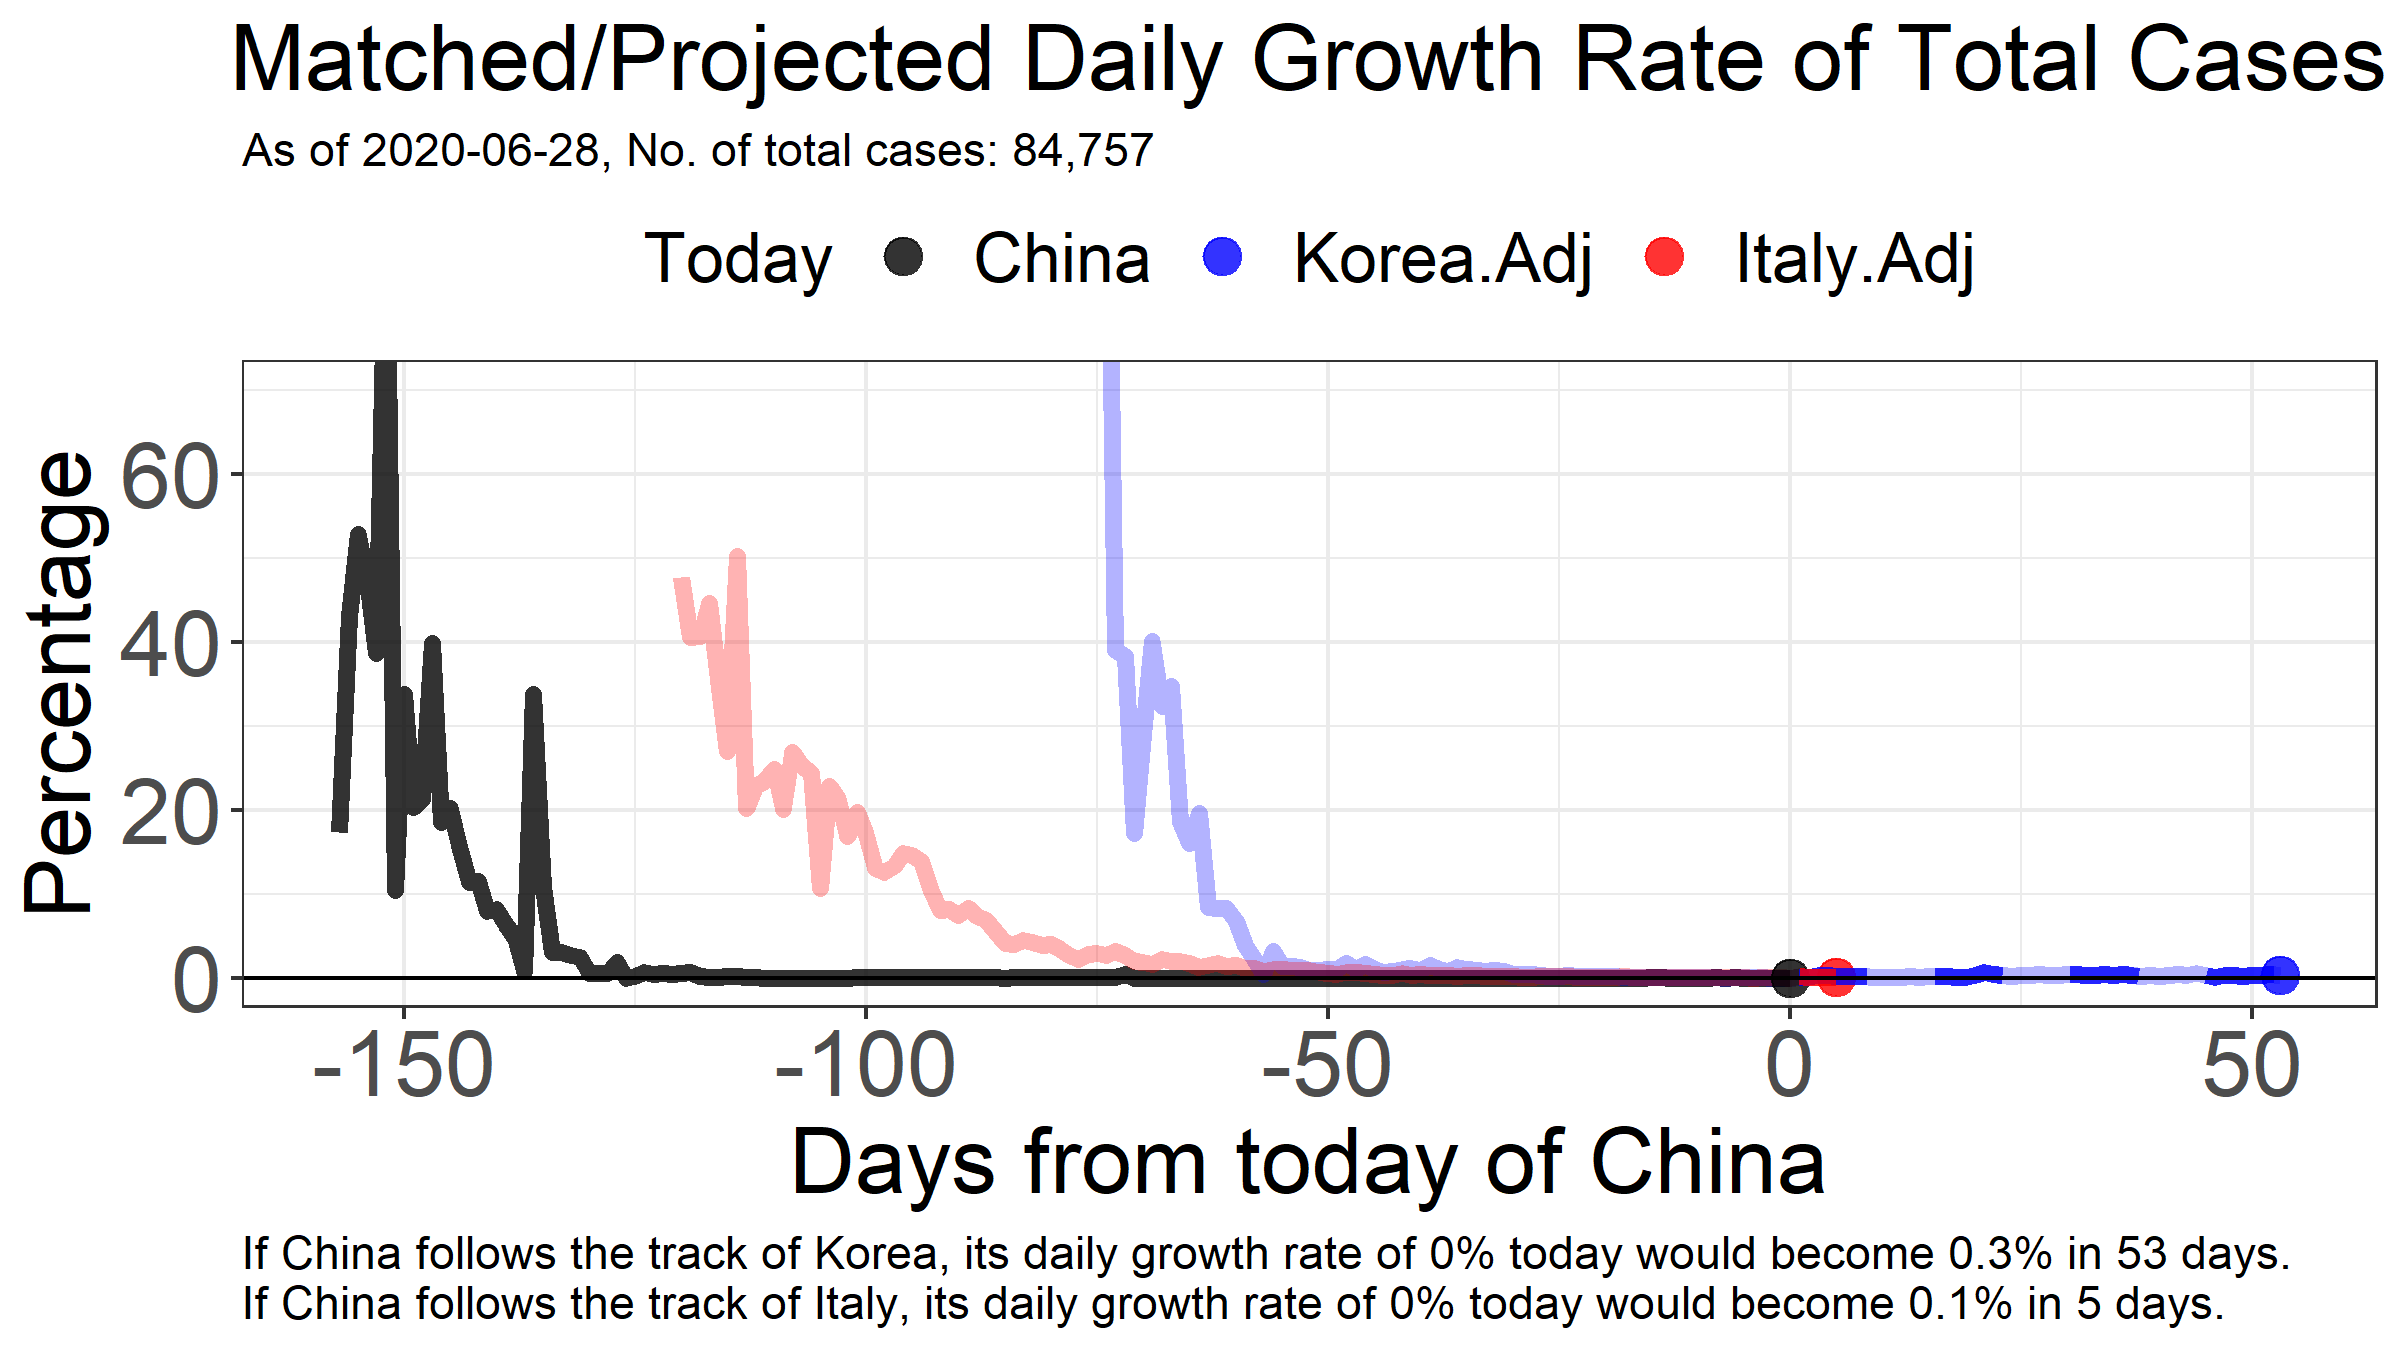 Matched/Projected Daily Growth Rate of Total Cases
As of 2020-06-28, No. of total cases: 84,757
Today China Korea.Adj Italy.Adj
Percentage
60
40
20
0
-150 -100 -50 0 50
Days from today of China
If China follows the track of Korea, its daily growth rate of 0% today would become 0.3% in 53 days.
If China follows the track of Italy, its daily growth rate of 0% today would become 0.1% in 5 days.